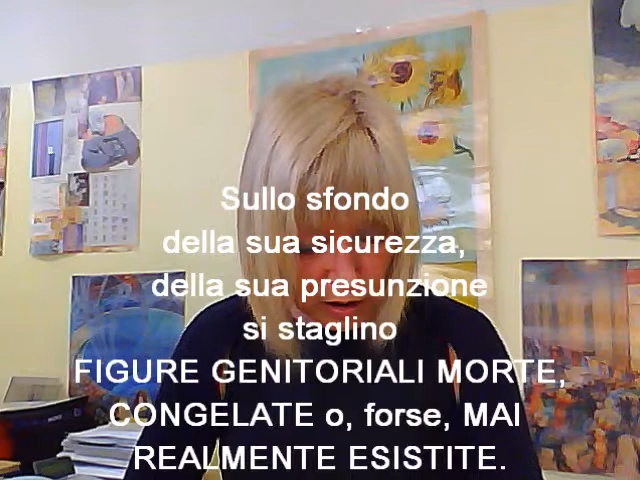 Sullo sfondo
della sua sicurezza,
della sua presunzione
si staglino
FIGURE GENITORIALI MORTE,
CONGELATE o, forse, MAI
REALMENTE ESISTITE.